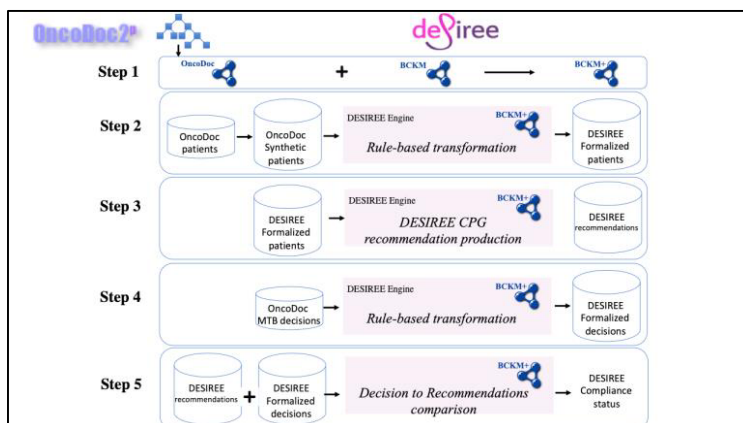 OncoDoc2p
deSiree
Step 1
OncoDoc
+
BCKM
BCKM+
Step 2
OncoDoc
patients
OncoDoc
Synthetic
patients
DESIREE Engine
BCKM+
Rule-based transformation
DESIREE
Formalized
patients
Step 3
DESIREE
Formalized
patients
DESIREE Engine
BCKM+
DESIREE CPG
recommendation production
DESIREE
recommendations
Step 4
OncoDoc
MTB decisions
DESIREE Engine
BCKM+
Rule-based transformation
DESIREE
Formalized
decisions
Step 5
DESIREE
recommendations
+
DESIREE
Formalized
decisions
BCKM+
Decision to Recommendations
comparison
DESIREE
Compliance
status